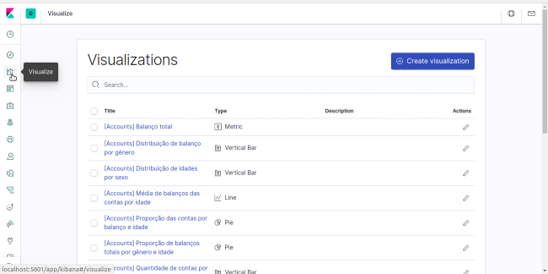 D Visualize
Visualize
Visualizations
Create visualization
Search...
Title Type Description Actions
[Accounts] Balanço total Metric
[Accounts] Distribuição de balanço
por gênero
Vertical Bar
[Accounts] Distribuição de idades
por sexo
Vertical Bar
[Accounts] Média de balanços das
contas por idade
Line
[Accounts] Proporção das contas por
balanço e idade
Pie
[Accounts] Proporção de balanços
totais por gênero e idade
Pie
[Accounts] Quantidade de contas por
Vertical Bar
localhost:5601/app/kibana#/visualize